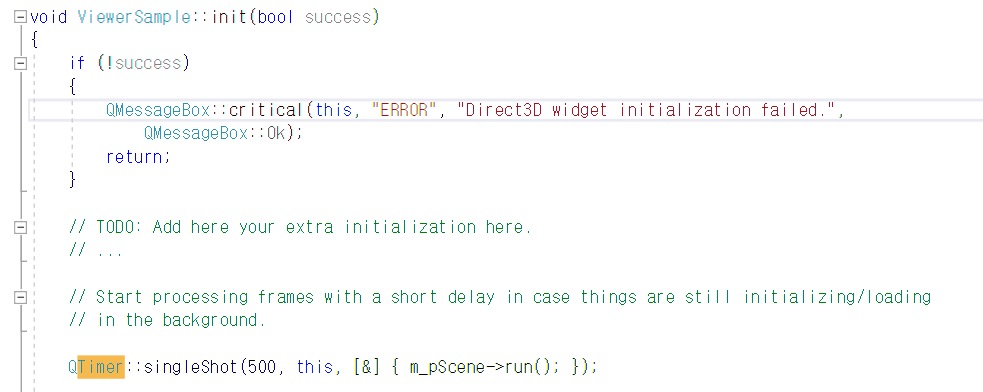 void ViewerSample::init(bool success)
{
if (!success)
{
QMessageBox::critical(this, "ERROR", "Direct3D widget initialization failed.",
QMessageBox::Ok);
return;
}
// TODO: Add here your extra initialization here.
// ...
// Start processing frames with a short delay in case things are still initializing/loading
// in the background.
QTimer::singleShot(500, this, [&] { m_pScene->run(); });